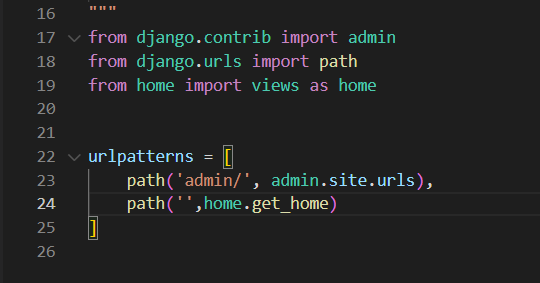 16 """
17 from django.contrib import admin
18 from django.urls import path
19 from home import views as home
20
21
22 urlpatterns = [
23     path('admin/', admin.site.urls),
24     path('',home.get_home)
25 ]
26